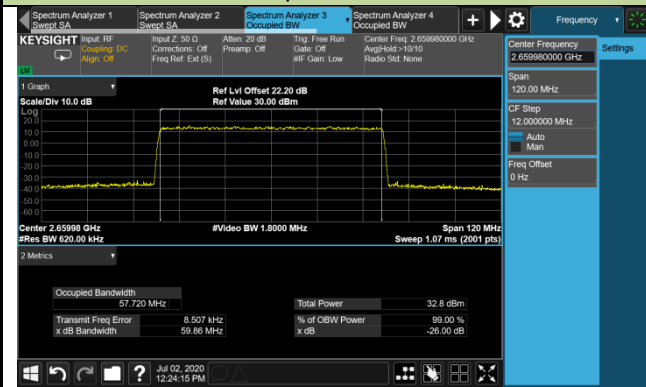 Spectrum Analyzer 1
Swept SA
Spectrum Analyzer 2
Swept SA
Spectrum Analyzer 3
Occupied BW
Spectrum Analyzer 4
Occupied BW
+
Frequency
KEYSIGHT
Input: RF
Coupling: DC
Align: Off
Input Z: 50 Ω
Corrections: Off
Freq Ref: Ext (S)
Atten: 20 dB
Preamp: Off
Trig: Free Run
Gate: Off
#IF Gain: Low
Center Freq: 2.659980000 GHz
Avg|Hold:>10/10
Radio Std: None
LXI
Center Frequency
2.659980000 GHz
Settings
Span
120.00 MHz
CF Step
12.000000 MHz
Auto
Man
Freq Offset
0 Hz
1 Graph
Scale/Div 10.0 dB
Ref Lvl Offset 22.20 dB
Ref Value 30.00 dBm
Log
20.0
10.0
0.00
-10.0
-20.0
-30.0
-40.0
-50.0
-60.0
Center 2.65998 GHz
#Res BW 620.00 kHz
#Video BW 1.8000 MHz
Span 120 MHz
Sweep 1.07 ms (2001 pts)
2 Metrics
Occupied Bandwidth
57.720 MHz
Total Power 32.8 dBm
Transmit Freq Error 8.507 kHz
% of OBW Power 99.00 %
x dB Bandwidth 59.86 MHz
x dB -26.00 dB
?
Jul 02, 2020
12:24:15 PM